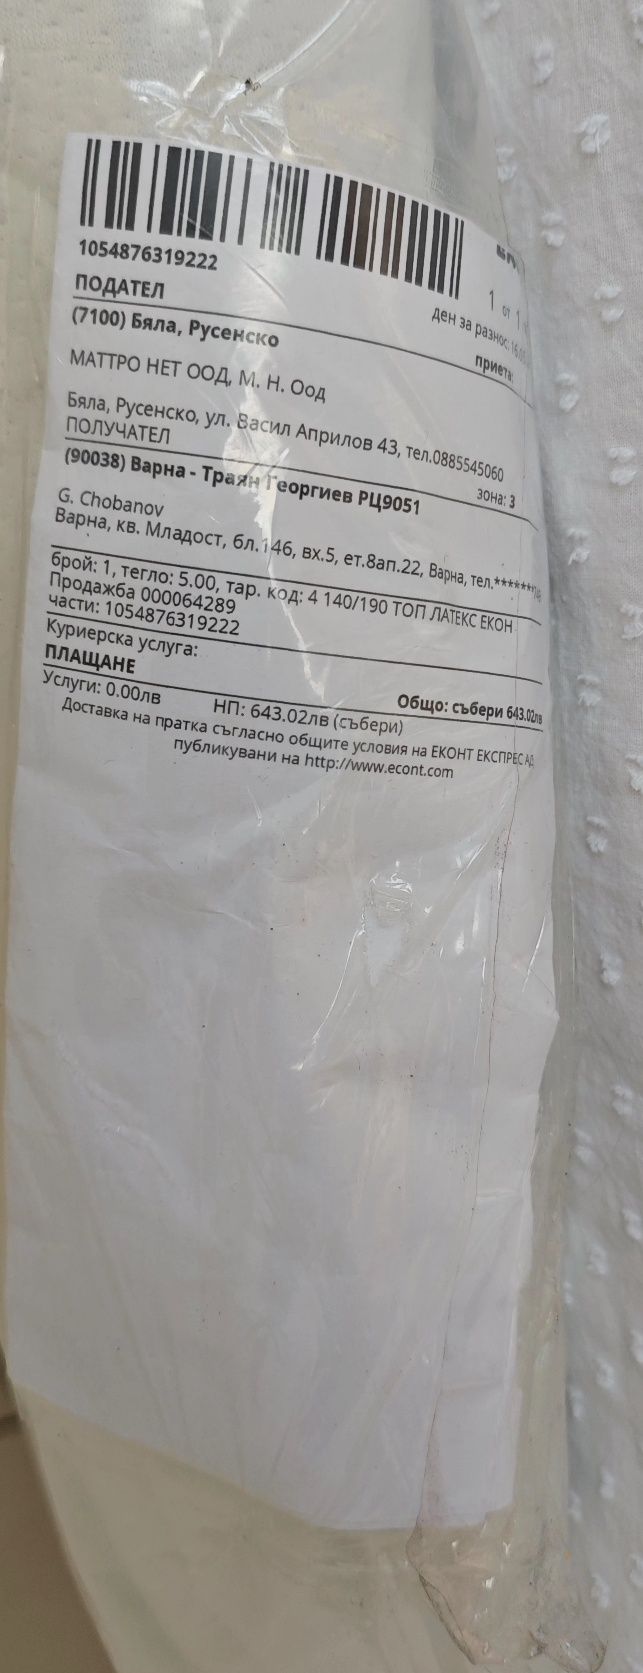 1054876319222
1 от 1
ден за разнос: 16.05
ПОДАТЕЛ
приета:
(7100) Бяла, Русенско
МАТТРО НЕТ ООД, М. Н. Оод
Бяла, Русенско, ул. Васил Априлов 43, тел.0885545060
ПОЛУЧАТЕЛ
зона: 3
(90038) Варна - Траян Георгиев РЦ9051
G. Chobanov
Варна, кв. Младост, бл.146, вх.5, ет.8ап.22, Варна, тел.*******
брой: 1, тегло: 5.00, тар. код: 4 140/190 ТОП ЛАТЕКС ЕКОН
Продажба 000064289
части: 1054876319222
Куриерска услуга:
ПЛАЩАНЕ
Общо: събери 643.02лв
Услуги: 0.00лв НП: 643.02лв (събери)
Доставка на пратка съгласно общите условия на ЕКОНТ ЕКСПРЕС АД
публикувани на http://www.econt.com